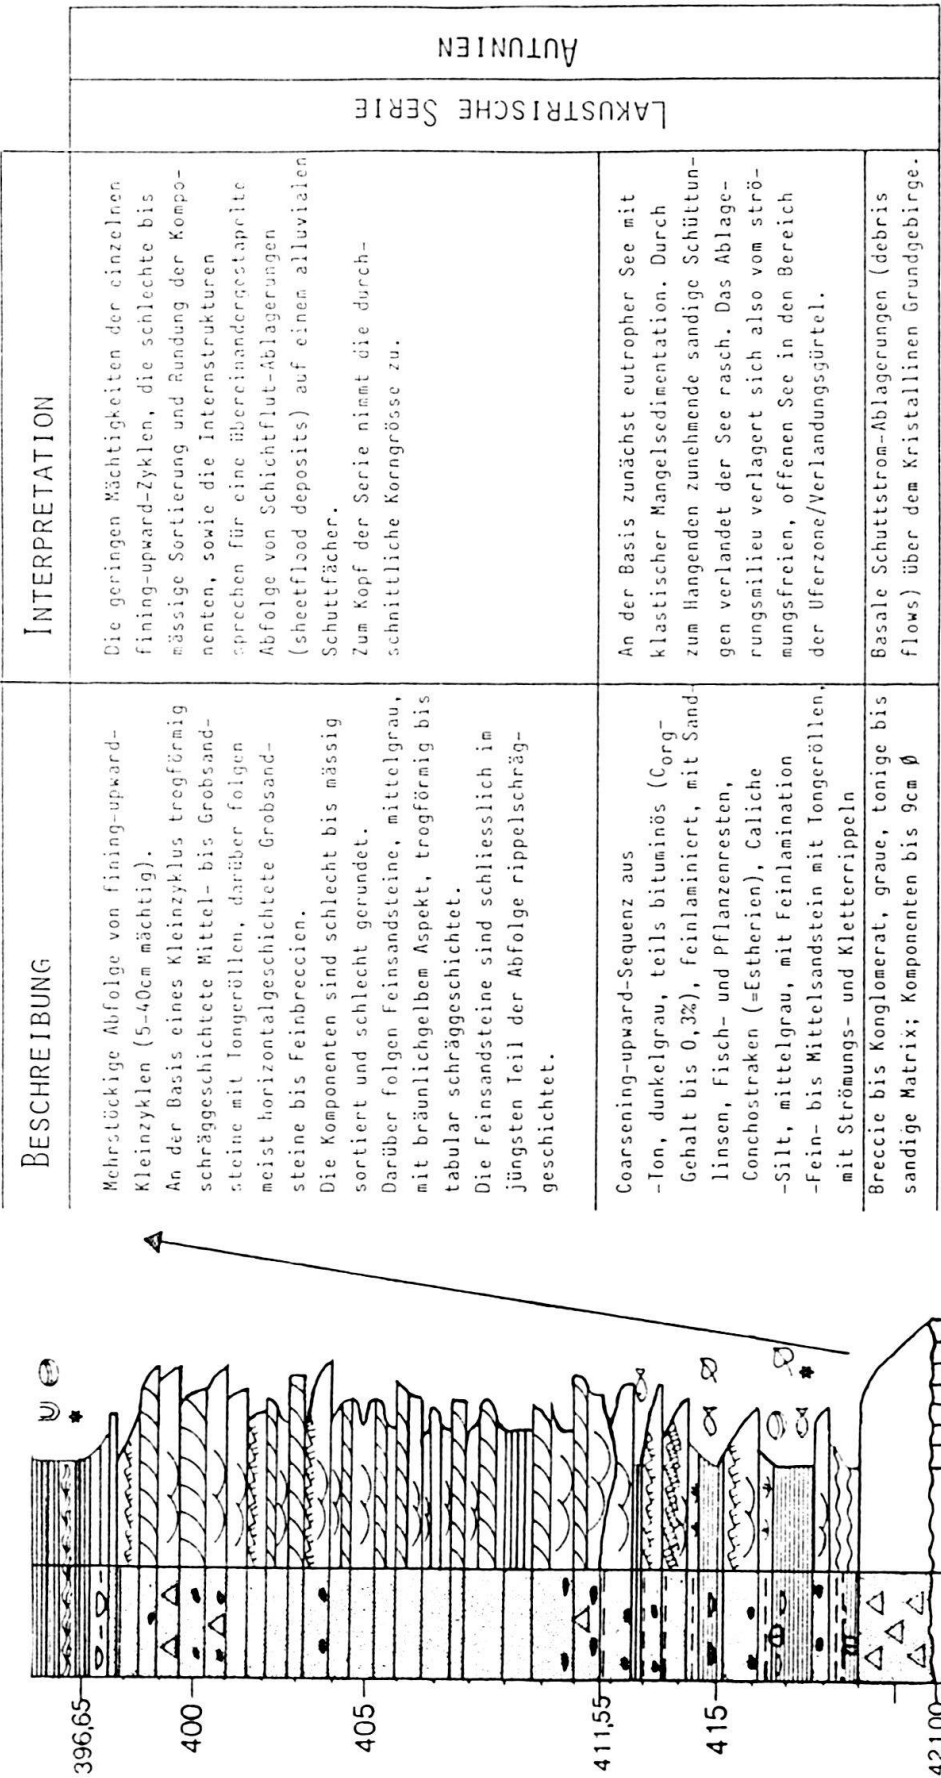 BESCHREIBUNG
Mehrstöckige Abfolge von fining-upward-
Kleinzyklen (5-40cm mächtig).
An der Basis eines Kleinzyklus trogförmig
schräggeschichtete Mittel- bis Grobsand-
steine mit Tongeröllen, darüber folgen
meist horizontalgeschichtete Grobsand-
steine bis Feinbreccien.
Die Komponenten sind schlecht bis mässig
sortiert und schlecht gerundet.
Darüber folgen Feinsandsteine, mittelgrau,
mit bräunlichgelbem Aspekt, trogförmig bis
tabular schräggeschichtet.
Die Feinsandsteine sind schliesslich im
jüngsten Teil der Abfolge rippelschräg-
geschichtet.
Coarsening-upward-Sequenz aus
-Ton, dunkelgrau, teils bituminös (Corg-
Gehalt bis 0,3%), feinlaminiert, mit Sand-
linsen, Fisch- und Pflanzenresten,
Conchostraken (=Estherien), Caliche
-Silt, mittelgrau, mit Feinlamination
-Fein- bis Mittelsandstein mit Tongeröllen,
mit Strömungs- und Kletterrippeln
Breccie bis Konglomerat, graue, tonige bis
sandige Matrix; Komponenten bis 9cm Ø
INTERPRETATION
Die geringen Mächtigkeiten der einzelnen
fining-upward-Zyklen, die schlechte bis
mässige Sortierung und Rundung der Kompo-
nenten, sowie die Internstrukturen
sprechen für eine übereinandergestapelte
Abfolge von Schichtflut-Ablagerungen
(sheetflood deposits) auf einem alluvialen
Schuttfächer.
Zum Kopf der Serie nimmt die durch-
schnittliche Korngrösse zu.
An der Basis zunächst eutropher See mit
klastischer Mangelsedimentation. Durch
zum Hangenden zunehmende sandige Schüttun-
gen verlandet der See rasch. Das Ablage-
rungsmilieu verlagert sich also vom strö-
mungsfreien, offenen See in den Bereich
der Uferzone/Verlandungsgürtel.
Basale Schuttstrom-Ablagerungen (debris
flows) über dem Kristallinen Grundgebirge.
LAKUSTRISCHE SERIE
AUTUNIEN
396,65
400
405
411,55
415
421,00